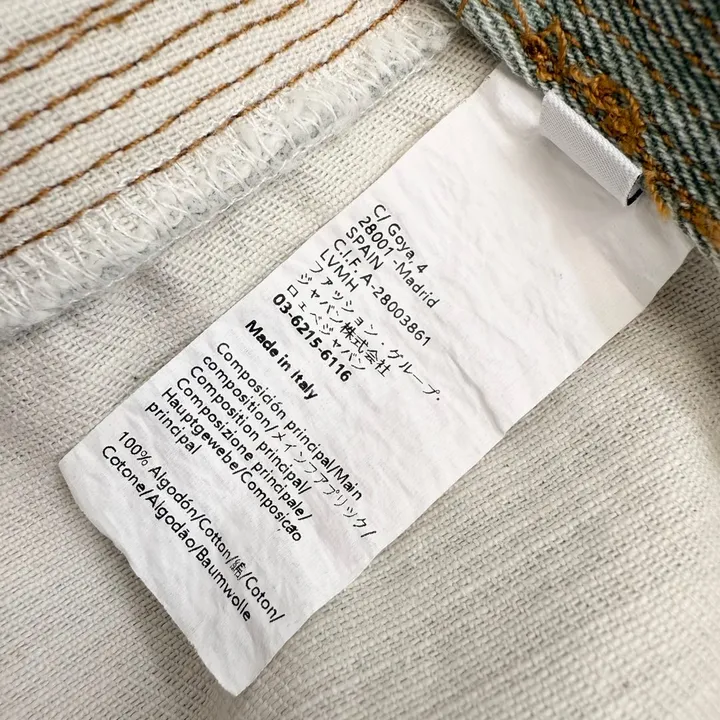 C/ Goya, 4
28001 -Madrid
SPAIN
C.I.F. A-28003861
LVMH
ファッション・グループ・
ジャパン株式会社
ロエベジャパン
03-6215-6116
Made in Italy
Composición principal/Main
composition/メインファブリック/
Composition principal/
Composizione principale/
Hauptgewebe/Composição
principal
100% Algodón/Cotton/綿/Coton/
Cotone/Algodão/Baumwolle